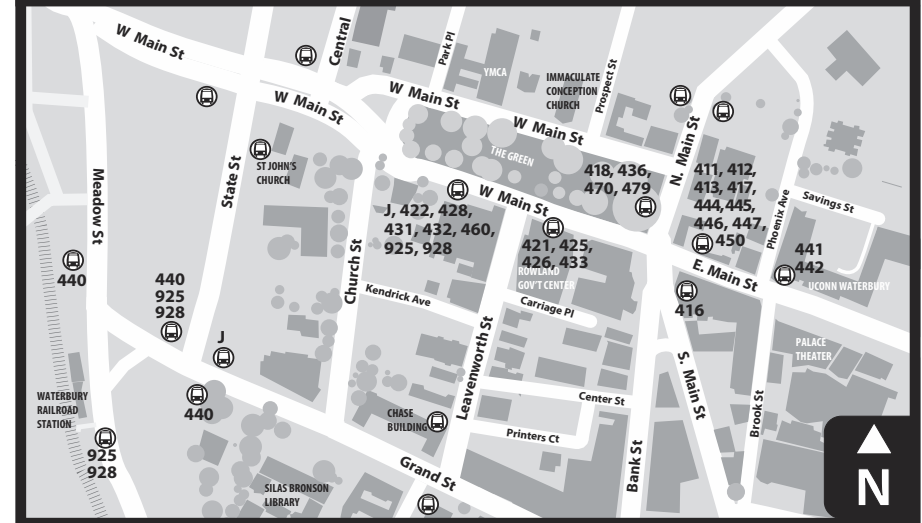 W Main St
Central
Park Pl
YMCA
IMMACULATE
CONCEPTION
CHURCH
Prospect St
W Main St
W Main St
W Main St
THE GREEN
N. Main St
State St
ST JOHN'S
CHURCH
Meadows St
W Main St
418, 436,
470, 479
411, 412,
413, 417,
444,445,
446, 447,
450
Phoenix Ave
Savings St
J, 422, 428,
431, 432, 460,
925, 928
421, 425,
426, 433
ROWLAND
GOV'T CENTER
E. Main St
441
442
UCONN WATERBURY
Church St
440
440
925
928
Kendrick Ave
Carriage Pl
416
J
Leavenworth St
S. Main St
PALACE
THEATER
WATERBURY
RAILROAD
STATION
440
CHASE
BUILDING
Center St
Brook St
Printers Ct
925
928
Bank St
Grand St
SILAS BRONSON
LIBRARY
N